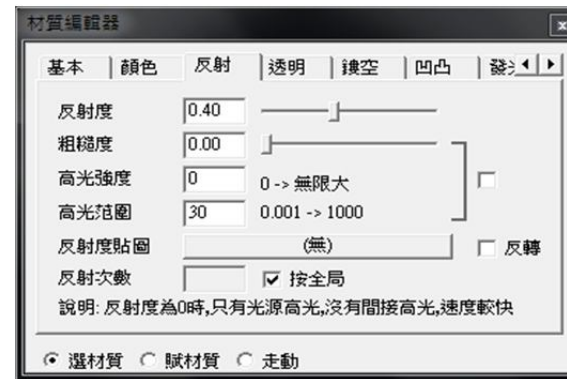 材質編輯器
基本 顏色 反射 透明 鏤空 凹凸
反射度 0.40
粗糙度 0.00
高光強度 0 0 -> 無限大
高光范圍 30 0.001 -> 1000
反射度貼圖 (無) 反轉
反射次數 按全局
說明: 反射度為0時,只有光源高光,沒有間接高光,速度較快
選材質 賦材質 走動